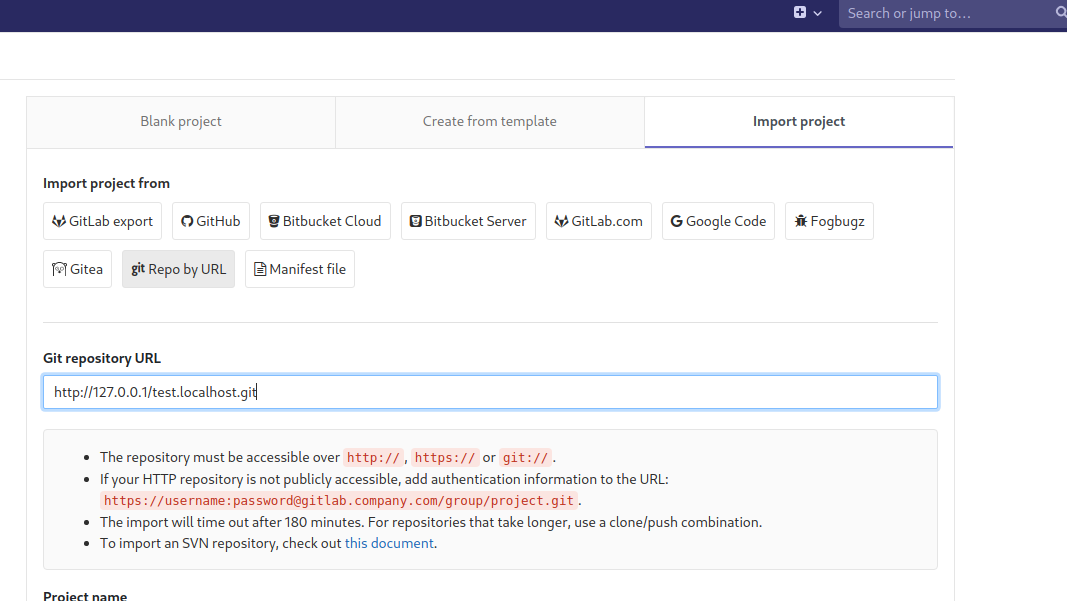 Search or jump to…
Blank project
Create from template
Import project
Import project from
GitLab export
GitHub
Bitbucket Cloud
Bitbucket Server
GitLab.com
Google Code
Fogbugz
Gitea
git Repo by URL
Manifest file
Git repository URL
http://127.0.0.1/test.localhost.git
The repository must be accessible over http://, https:// or git://.
If your HTTP repository is not publicly accessible, add authentication information to the URL:
https://username:password@gitlab.company.com/group/project.git.
The import will time out after 180 minutes. For repositories that take longer, use a clone/push combination.
To import an SVN repository, check out this document.
Project name